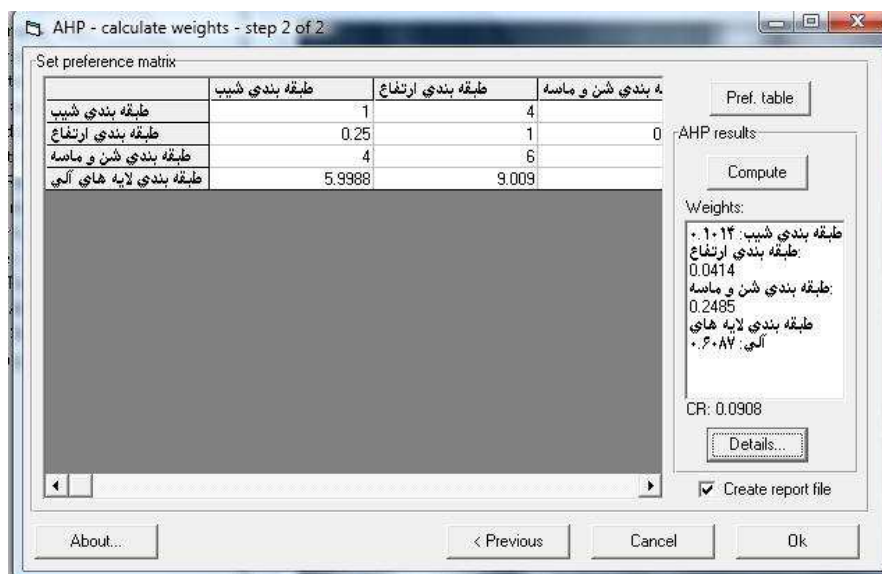 AHP - calculate weights - step 2 of 2
Set preference matrix
طبقه بندي شيب طبقه بندي ارتفاع ه بندي شن و ماسه
طبقه بندي شيب 1 4
طبقه بندي ارتفاع 0.25 1 0
طبقه بندي شن و ماسه 4 6
طبقه بندي لايه هاي آلي 5.9988 9.009
Pref. table
AHP results
Compute
Weights:
طبقه بندي شيب: ۰.۱۰۱۴
طبقه بندي ارتفاع:
0.0414
طبقه بندي شن و ماسه:
0.2485
طبقه بندي لايه هاي
آلي: ۰.۶۰۸۷
CR: 0.0908
Details...
Create report file
About...
< Previous
Cancel
Ok